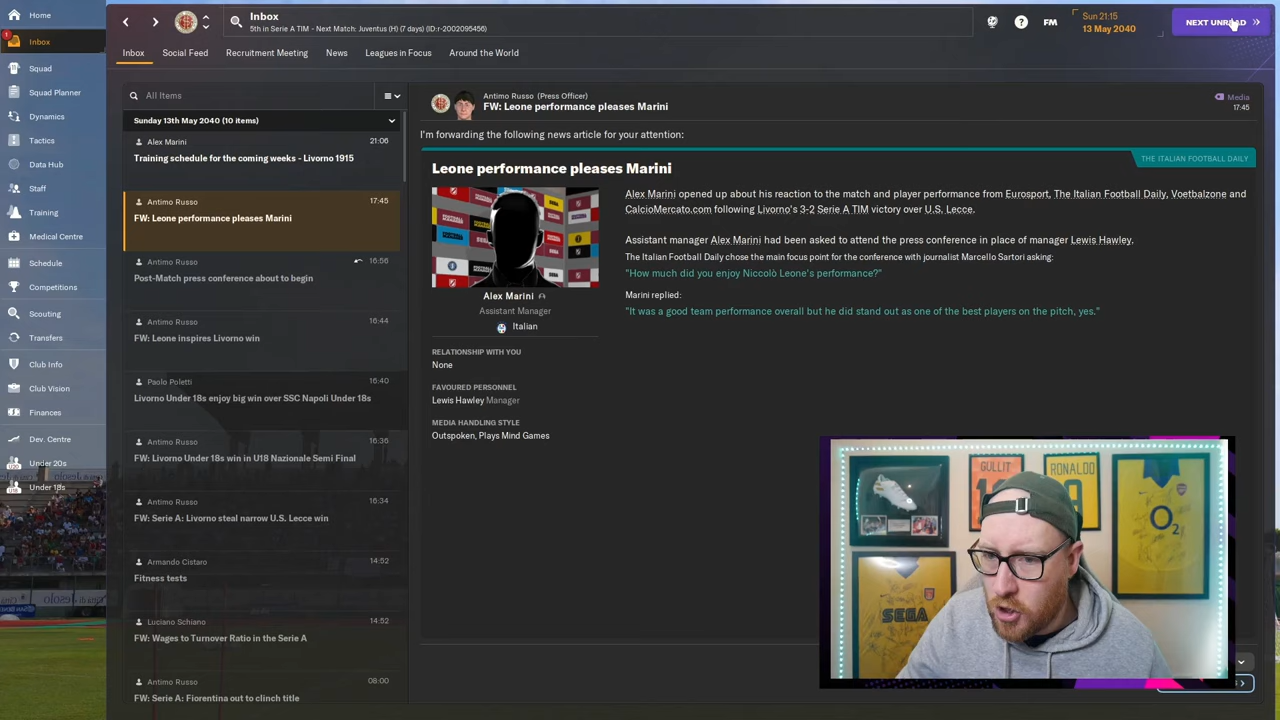 Home
Inbox
Squad
Squad Planner
Dynamics
Tactics
Data Hub
Staff
Training
Medical Centre
Schedule
Competitions
Scouting
Transfers
Club Info
Club Vision
Finances
Dev. Centre
Under 20s
Under 18s
Inbox
5th in Serie A TIM - Next Match: Juventus (H) (7 days) (ID:r-2002095456)
FM
Sun 21:15
13 May 2040
NEXT UNREAD
Inbox
Social Feed
Recruitment Meeting
News
Leagues in Focus
Around the World
All Items
Sunday 13th May 2040 (10 items)
Alex Marini 21:06
Training schedule for the coming weeks - Livorno 1915
Antimo Russo 17:45
FW: Leone performance pleases Marini
Antimo Russo 16:56
Post-Match press conference about to begin
Antimo Russo 16:44
FW: Leone inspires Livorno win
Paolo Poletti 16:40
Livorno Under 18s enjoy big win over SSC Napoli Under 18s
Antimo Russo 16:36
FW: Livorno Under 18s win in U18 Nazionale Semi Final
Antimo Russo 16:34
FW: Serie A: Livorno steal narrow U.S. Lecce win
Armando Cistaro 14:52
Fitness tests
Luciano Schiano 14:52
FW: Wages to Turnover Ratio in the Serie A
Antimo Russo 08:00
FW: Serie A: Fiorentina out to clinch title
Antimo Russo (Press Officer)
FW: Leone performance pleases Marini
Media
17:45
I'm forwarding the following news article for your attention:
THE ITALIAN FOOTBALL DAILY
Leone performance pleases Marini
Alex Marini opened up about his reaction to the match and player performance from Eurosport, The Italian Football Daily, Voetbalzone and
CalcioMercato.com following Livorno's 3-2 Serie A TIM victory over U.S. Lecce.
Assistant manager Alex Marini had been asked to attend the press conference in place of manager Lewis Hawley.
The Italian Football Daily chose the main focus point for the conference with journalist Marcello Sartori asking:
"How much did you enjoy Niccolò Leone's performance?"
Marini replied:
"It was a good team performance overall but he did stand out as one of the best players on the pitch, yes."
Alex Marini
Assistant Manager
Italian
RELATIONSHIP WITH YOU
None
FAVOURED PERSONNEL
Lewis Hawley Manager
MEDIA HANDLING STYLE
Outspoken, Plays Mind Games
GULLIT
RONALDO
O2
SEGA